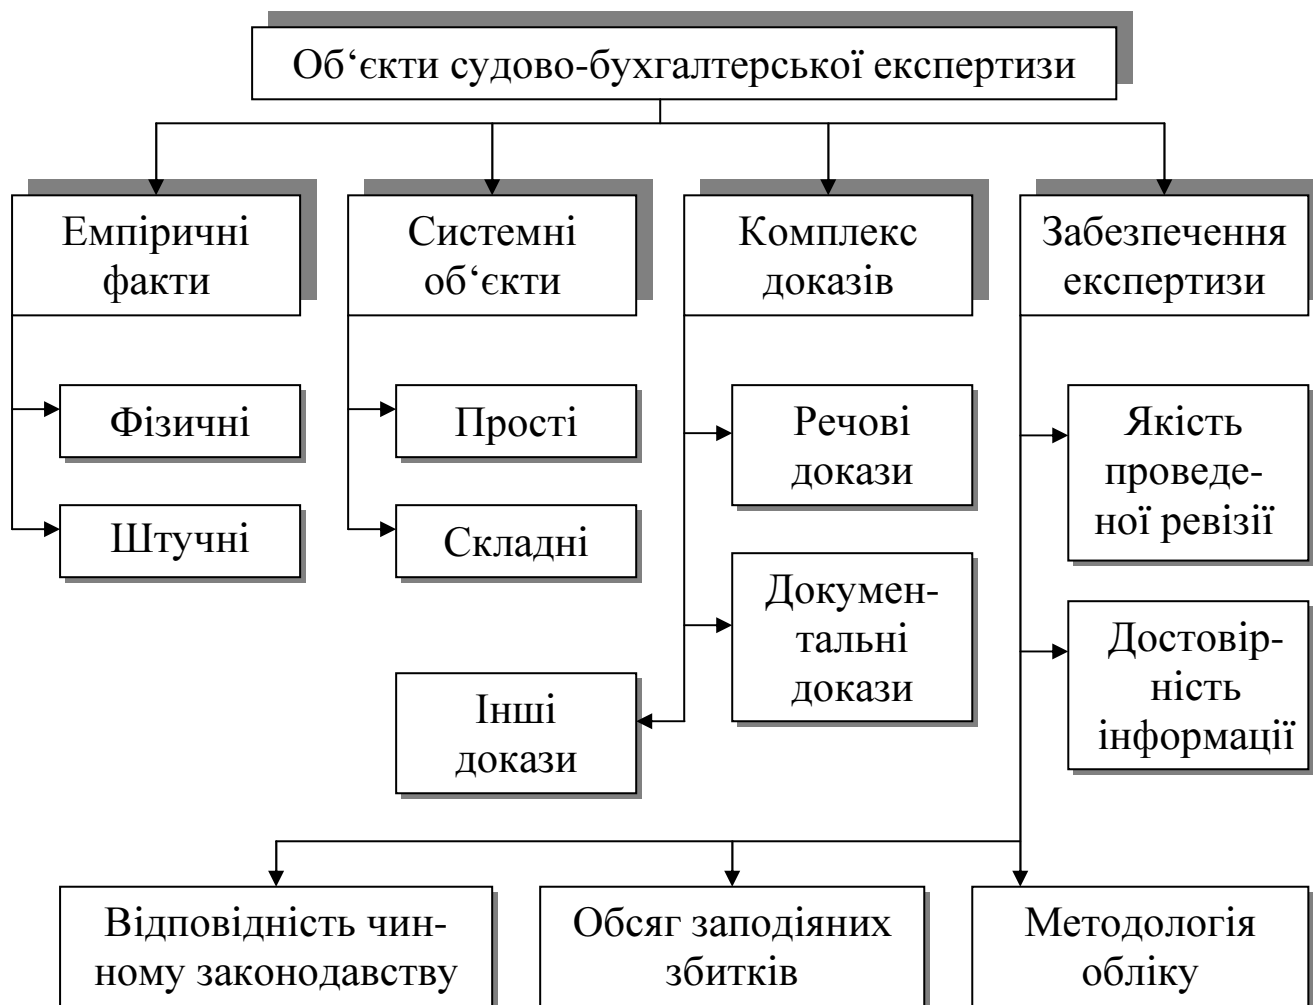 Об‘єкти судово-бухгалтерської експертизи
Емпіричні
факти
Системні
об‘єкти
Комплекс
доказів
Забезпечення
експертизи
Фізичні
Штучні
Прості
Складні
Речові
докази
Докумен-
тальні
докази
Інші
докази
Якість
проведе-
ної ревізії
Достовір-
ність
інформації
Відповідність чин-
ному законодавству
Обсяг заподіяних
збитків
Методологія
обліку